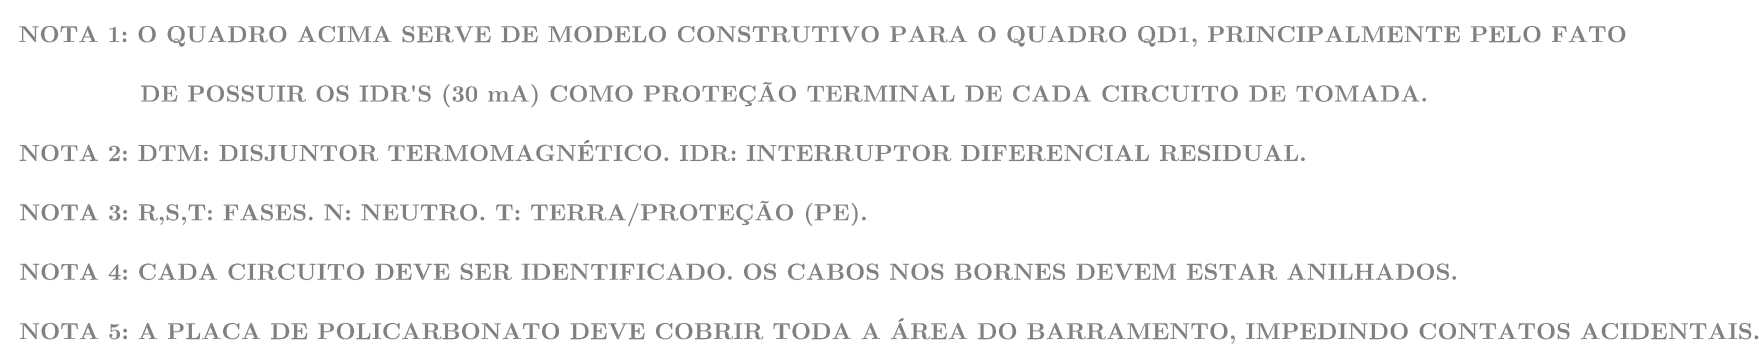 NOTA 1: O QUADRO ACIMA SERVE DE MODELO CONSTRUTIVO PARA O QUADRO QD1, PRINCIPALMENTE PELO FATO
DE POSSUIR OS IDR'S (30 mA) COMO PROTEÇÃO TERMINAL DE CADA CIRCUITO DE TOMADA.
NOTA 2: DTM: DISJUNTOR TERMOMAGNÉTICO. IDR: INTERRUPTOR DIFERENCIAL RESIDUAL.
NOTA 3: R,S,T: FASES. N: NEUTRO. T: TERRA/PROTEÇÃO (PE).
NOTA 4: CADA CIRCUITO DEVE SER IDENTIFICADO. OS CABOS NOS BORNES DEVEM ESTAR ANILHADOS.
NOTA 5: A PLACA DE POLICARBONATO DEVE COBRIR TODA A ÁREA DO BARRAMENTO, IMPEDINDO CONTATOS ACIDENTAIS.